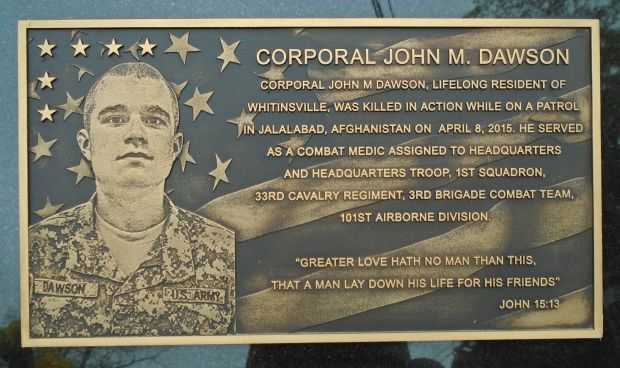 CORPORAL JOHN M. DAWSON
CORPORAL JOHN M DAWSON, LIFELONG RESIDENT OF
WHITINSVILLE, WAS KILLED IN ACTION WHILE ON A PATROL
IN JALALABAD, AFGHANISTAN ON APRIL 8, 2015. HE SERVED
AS A COMBAT MEDIC ASSIGNED TO HEADQUARTERS
AND HEADQUARTERS TROOP, 1ST SQUADRON,
33RD CAVALRY REGIMENT, 3RD BRIGADE COMBAT TEAM,
101ST AIRBORNE DIVISION.
"GREATER LOVE HATH NO MAN THAN THIS,
THAT A MAN LAY DOWN HIS LIFE FOR HIS FRIENDS"
JOHN 15:13
DAWSON
U.S. ARMY